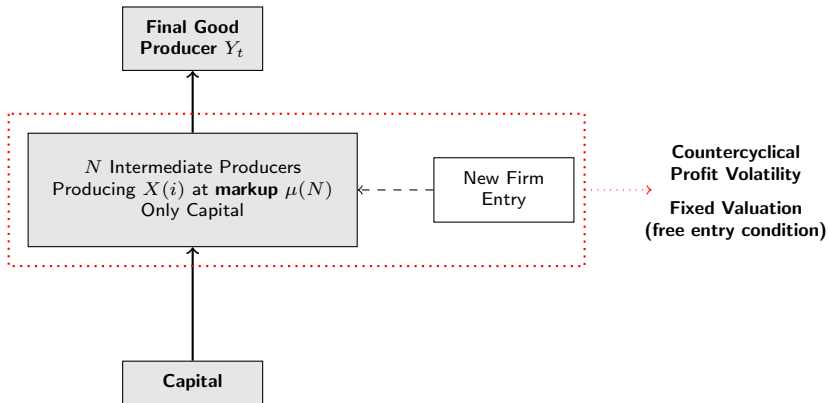 Final Good
Producer Y_t
N Intermediate Producers
Producing X(i) at markup μ(N)
Only Capital
New Firm
Entry
Countercyclical
Profit Volatility
Fixed Valuation
(free entry condition)
Capital